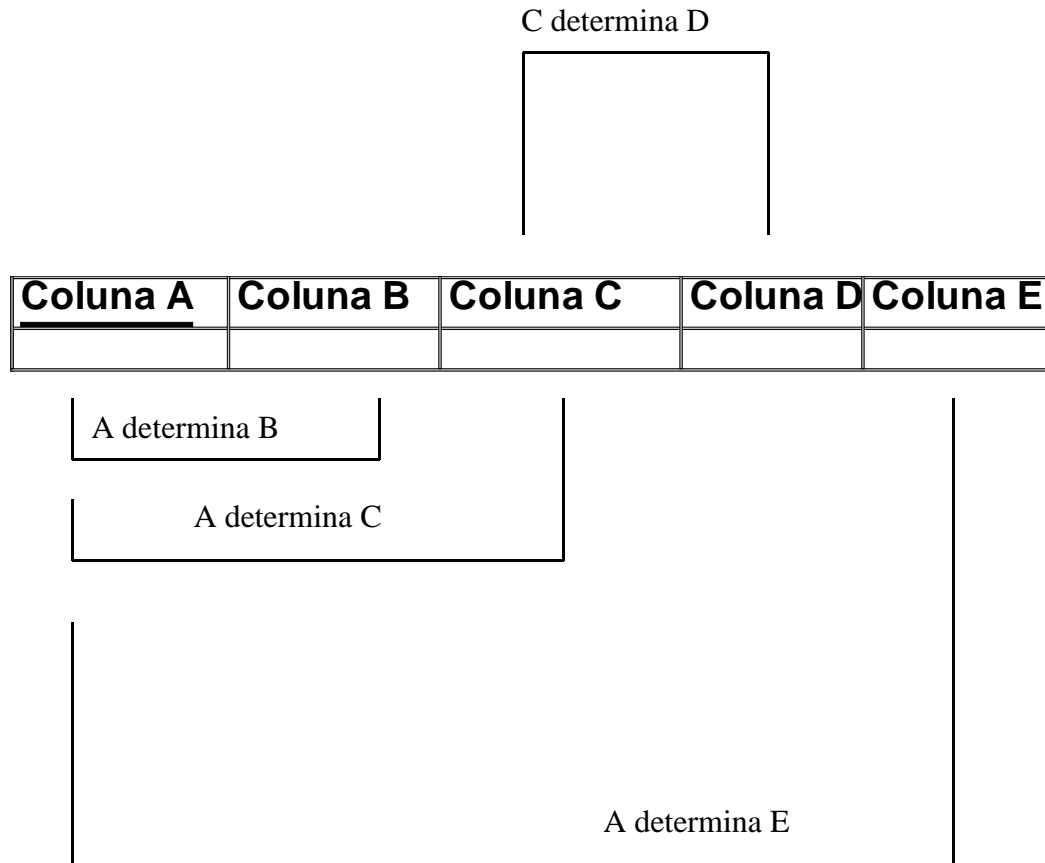 C determina D
Coluna A Coluna B Coluna C Coluna D Coluna E
A determina B
A determina C
A determina E